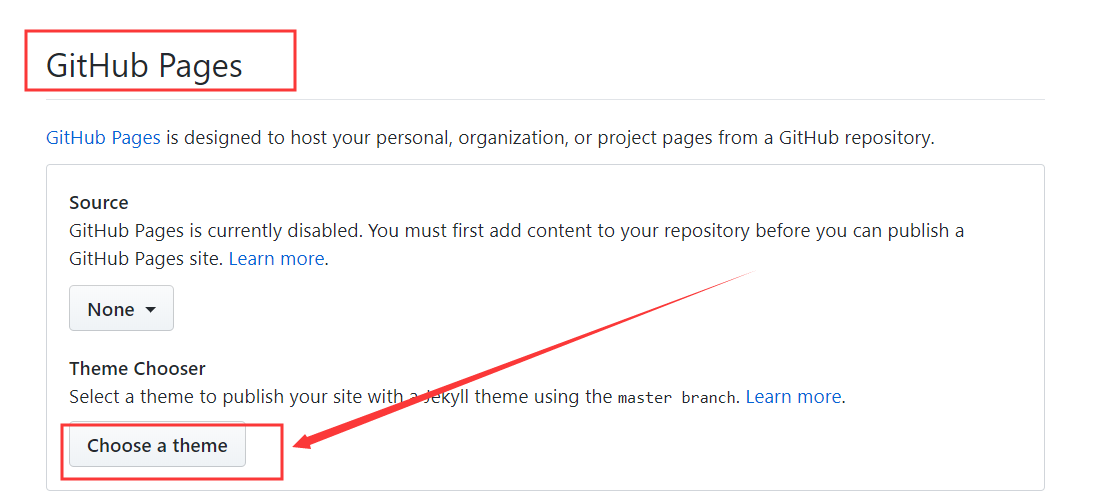 GitHub Pages
GitHub Pages is designed to host your personal, organization, or project pages from a GitHub repository.
Source
GitHub Pages is currently disabled. You must first add content to your repository before you can publish a
GitHub Pages site. Learn more.
None
Theme Chooser
Select a theme to publish your site with a Jekyll theme using the master branch. Learn more.
Choose a theme